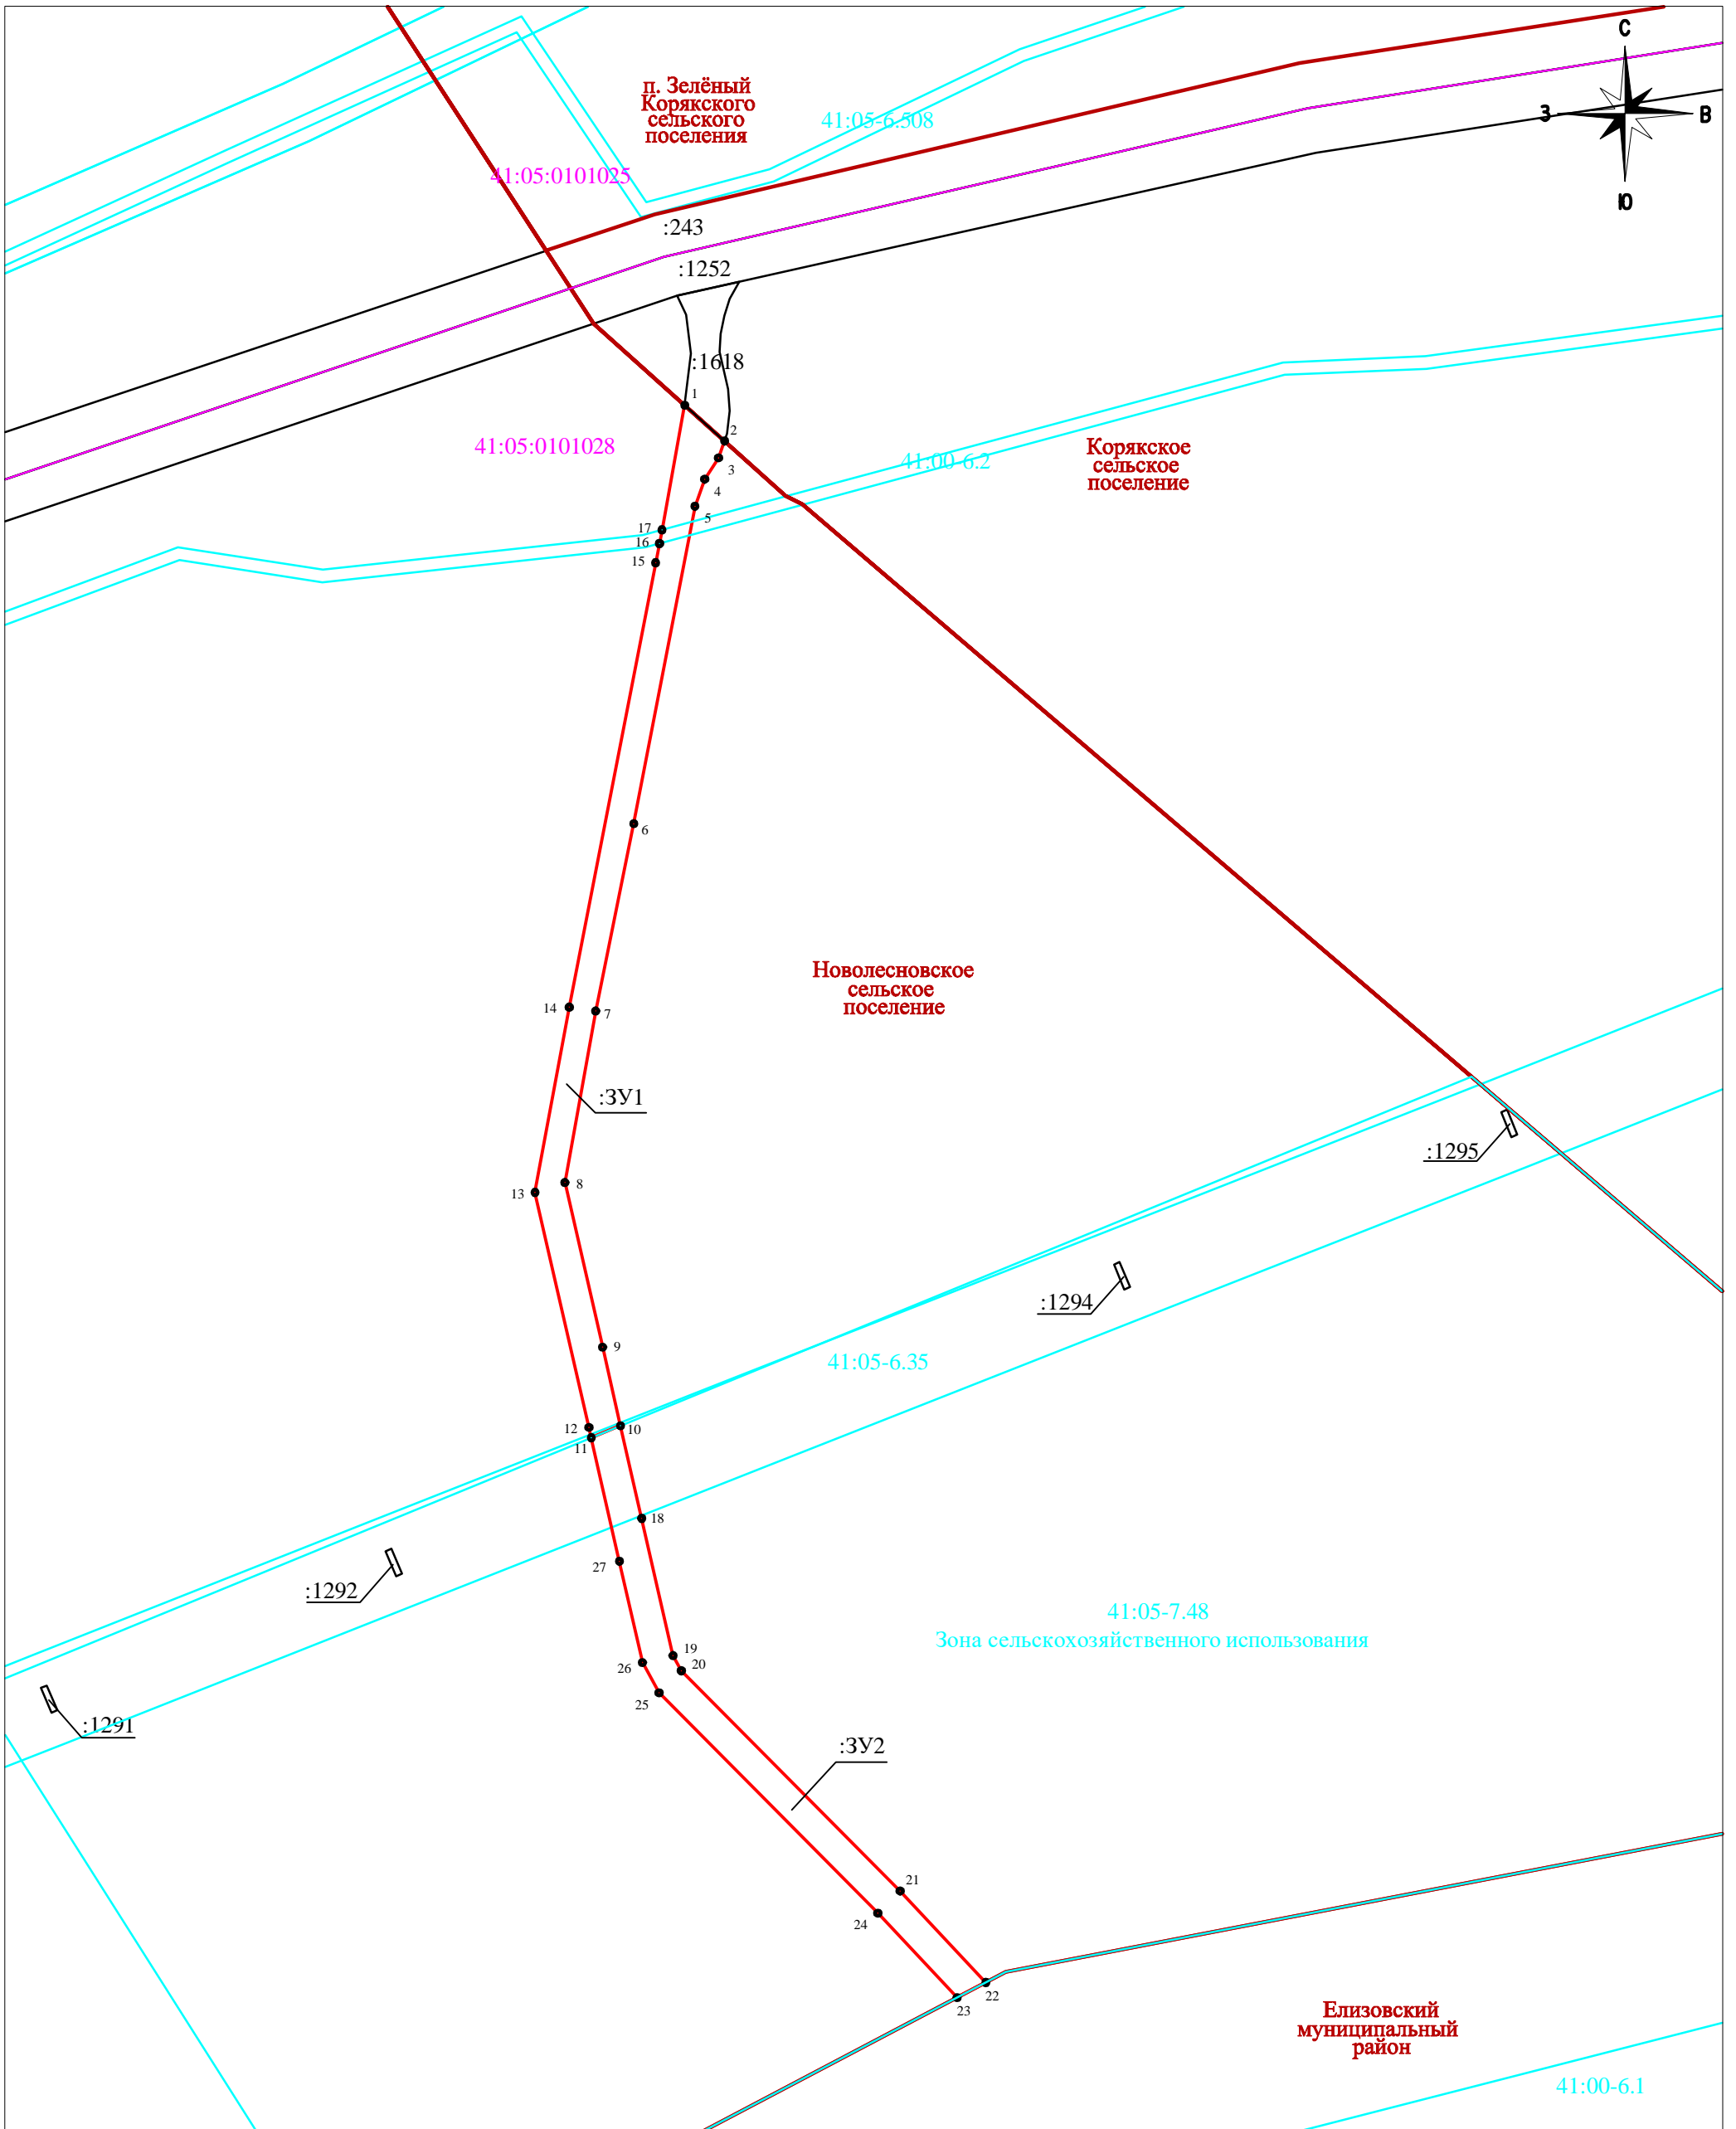 С
п. Зелёный
Корякского
сельского
поселения
41:05-6.508
З
В
41:05:0101025
Ю
:243
:1252
:1618
1
2
41:05:0101028
3
41:00-6.2
Корякское
сельское
поселение
4
5
17
16
15
6
Новолесновское
сельское
поселение
14
7
:ЗУ1
:1295
13
8
:1294
9
41:05-6.35
12
10
11
18
27
:1292
41:05-7.48
Зона сельскохозяйственного использования
19
20
26
25
:1291
:ЗУ2
21
24
22
23
Елизовский
муниципальный
район
41:00-6.1